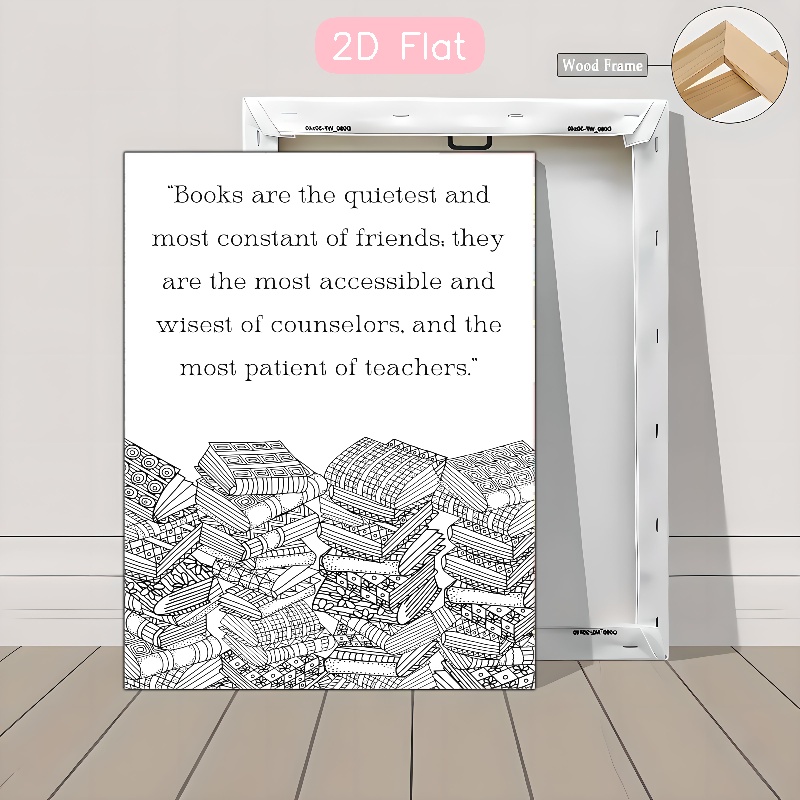 2D Flat
Wood Frame
"Books are the quietest and
most constant of friends; they
are the most accessible and
wisest of counselors, and the
most patient of teachers."